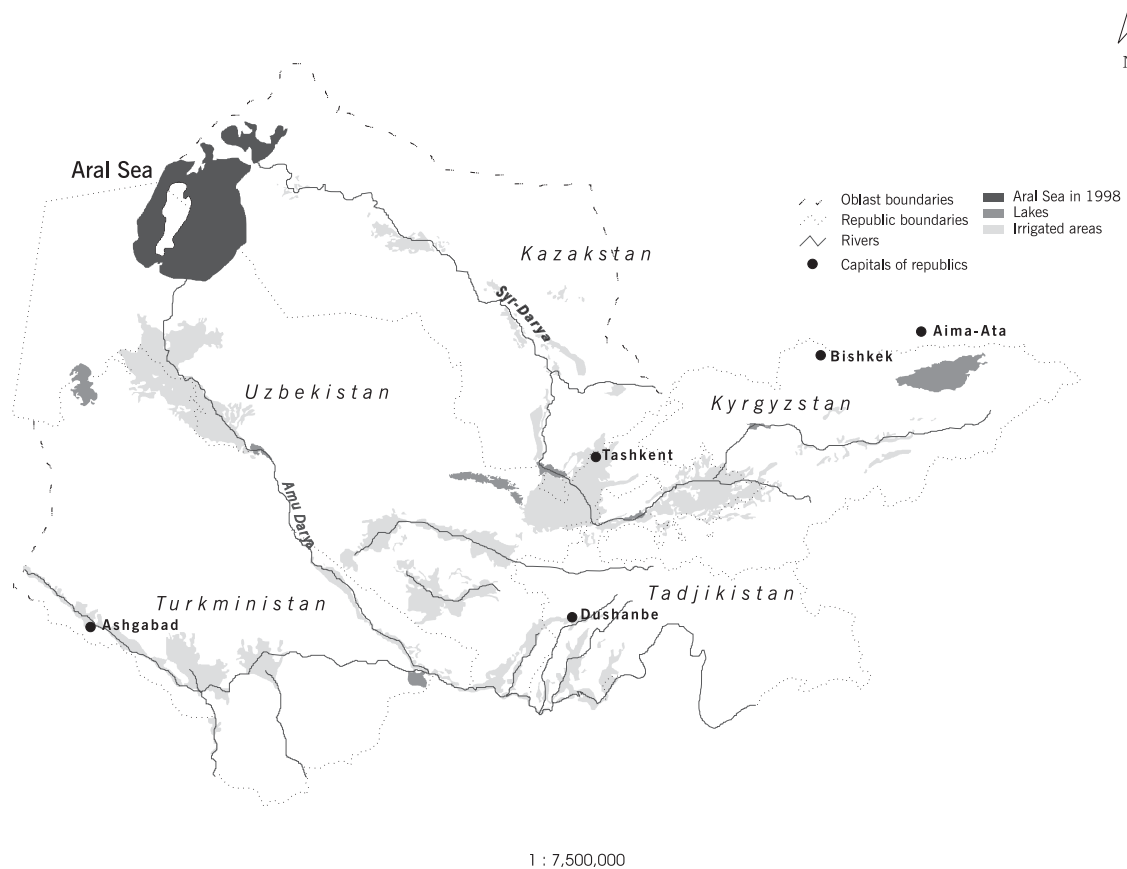 N
Aral Sea
Oblast boundaries
Republic boundaries
Rivers
Capitals of republics
Aral Sea in 1998
Lakes
Irrigated areas
Kazakstan
Syr-Darya
Aima-Ata
Bishkek
Uzbekistan
Kyrgyzstan
Tashkent
Amu Darya
Turkministan
Tadjikistan
Ashgabad
Dushanbe
1 : 7,500,000